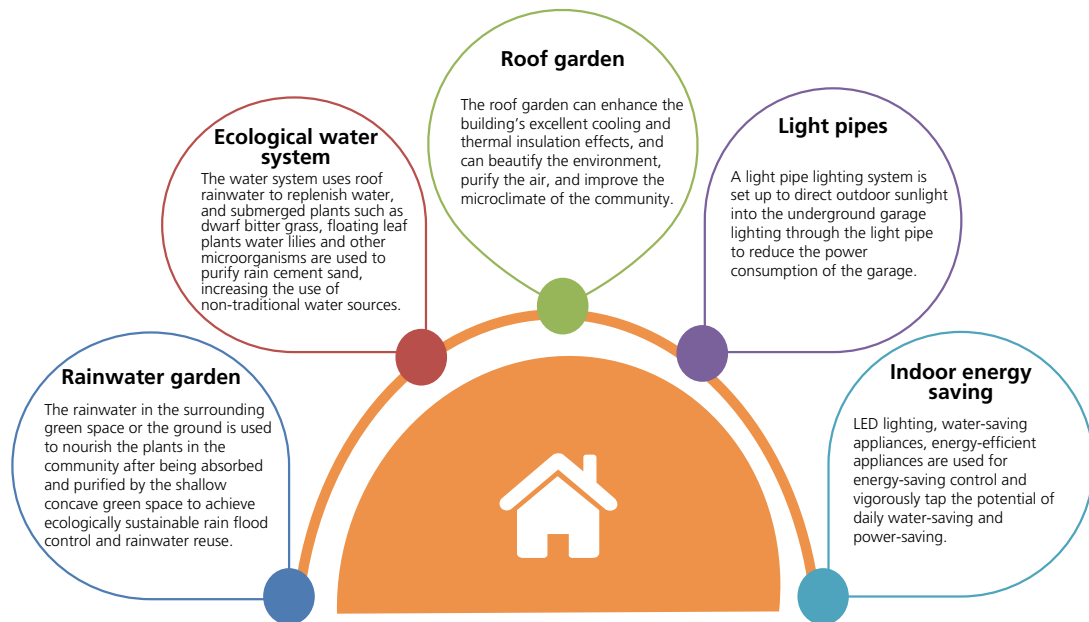 Rainwater garden
The rainwater in the surrounding
green space or the ground is used
to nourish the plants in the
community after being absorbed
and purified by the shallow
concave green space to achieve
ecologically sustainable rain flood
control and rainwater reuse.
Ecological water
system
The water system uses roof
rainwater to replenish water,
and submerged plants such as
dwarf bitter grass, floating leaf
plants water lilies and other
microorganisms are used to
purify rain cement sand,
increasing the use of
non-traditional water sources.
Roof garden
The roof garden can enhance the
building’s excellent cooling and
thermal insulation effects, and
can beautify the environment,
purify the air, and improve the
microclimate of the community.
Light pipes
A light pipe lighting system is
set up to direct outdoor sunlight
into the underground garage
lighting through the light pipe
to reduce the power
consumption of the garage.
Indoor energy
saving
LED lighting, water-saving
appliances, energy-efficient
appliances are used for
energy-saving control and
vigorously tap the potential of
daily water-saving and
power-saving.